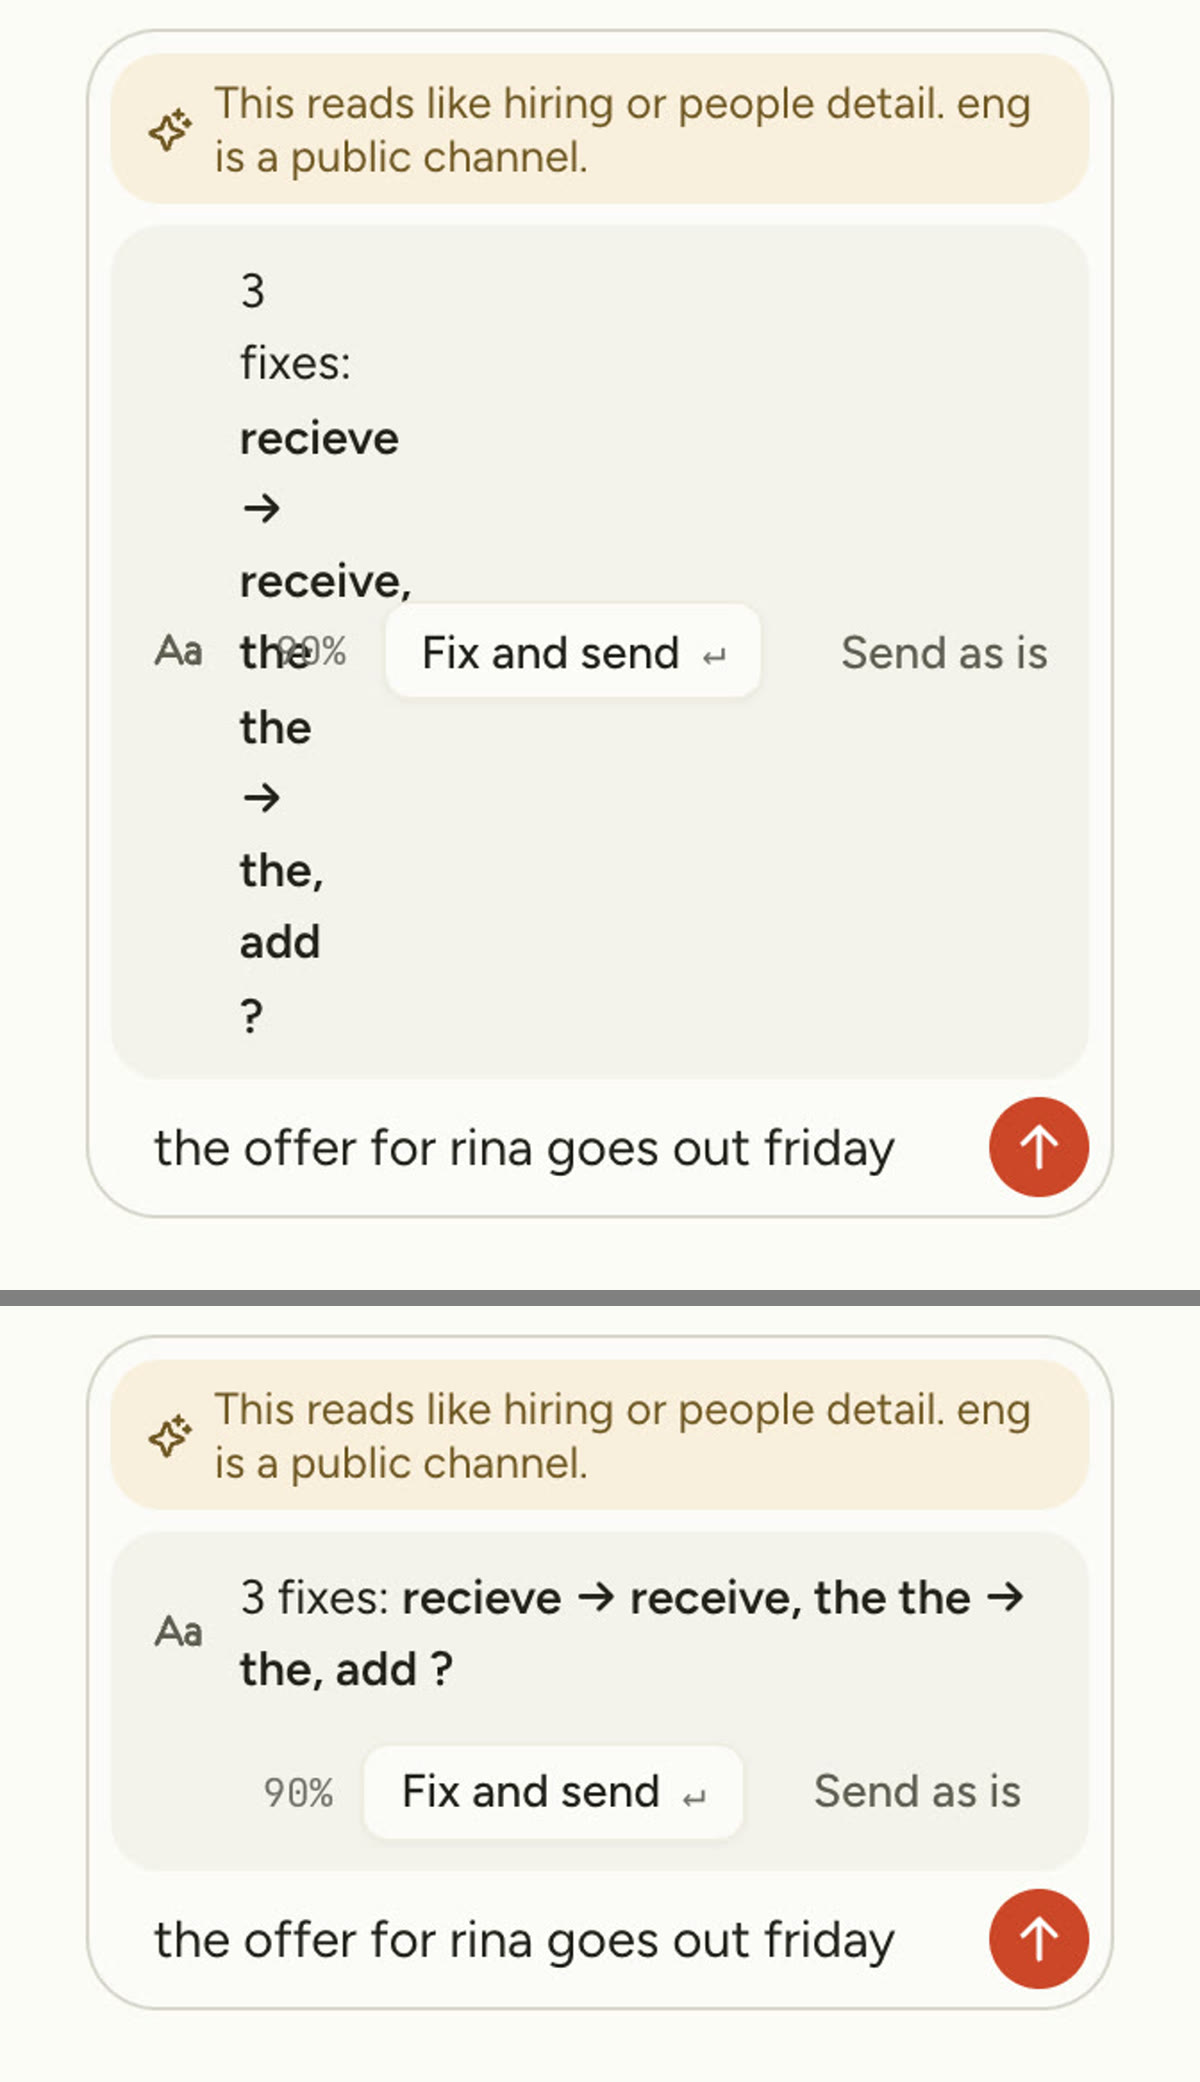 This reads like hiring or people detail. eng
is a public channel.
3
fixes:
recieve
→
receive,
Aa the 90% Fix and send ↵ Send as is
the
→
the,
add
?
the offer for rina goes out friday
This reads like hiring or people detail. eng
is a public channel.
Aa
3 fixes: recieve → receive, the the →
the, add ?
90% Fix and send ↵ Send as is
the offer for rina goes out friday